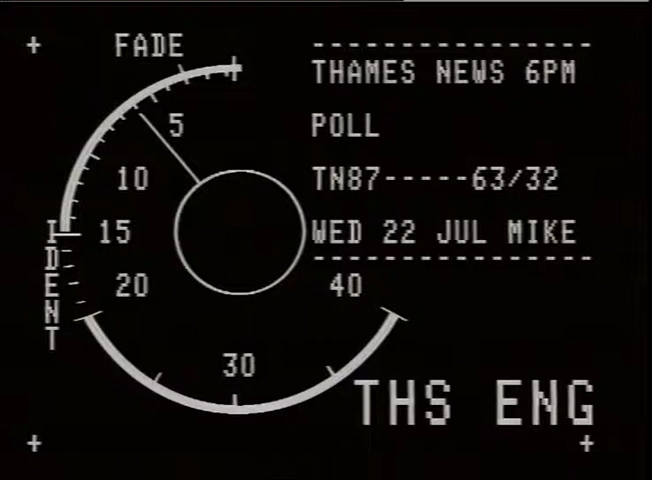 FADE
THAMES NEWS 6PM
POLL
TN87-----63/32
WED 22 JUL MIKE
5
10
15
20
30
40
IDENT
THS ENG